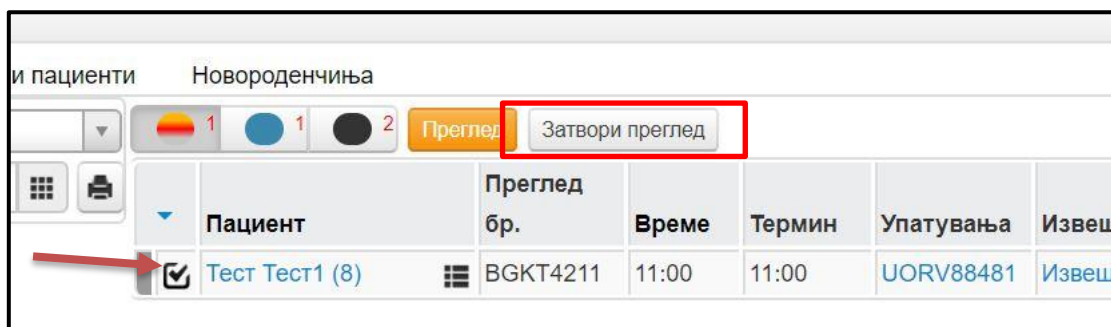 и пациенти Новороденчиња
1 1 2 Преглед Затвори преглед
Пациент Преглед бр. Време Термин Упатувања Извеш
Тест Тест1 (8) BGKT4211 11:00 11:00 UORV88481 Извеш